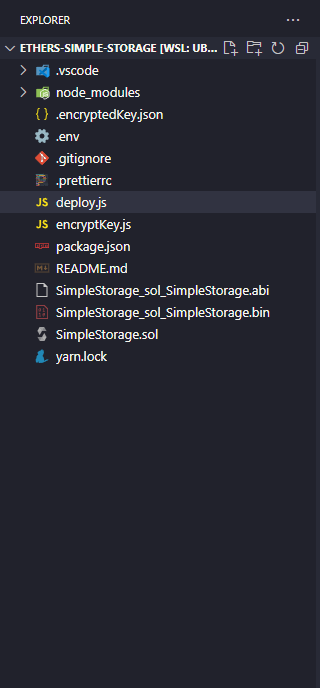 EXPLORER
ETHERS-SIMPLE-STORAGE [WSL: UB...
.vscode
node_modules
{ } .encryptedKey.json
.env
.gitignore
.prettierrc
JS deploy.js
JS encryptKey.js
package.json
README.md
SimpleStorage_sol_SimpleStorage.abi
SimpleStorage_sol_SimpleStorage.bin
SimpleStorage.sol
yarn.lock